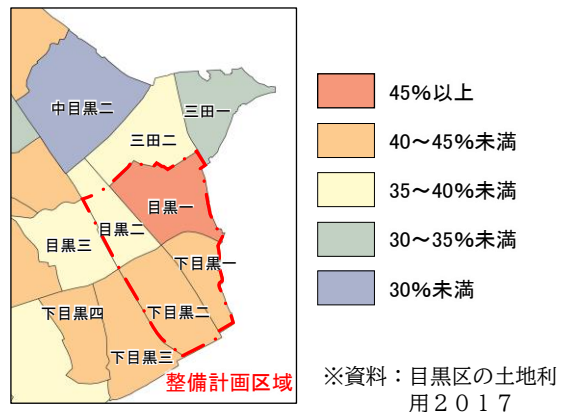 中目黒二
三田一
三田二
目黒一
目黒二
目黒三
下目黒一
下目黒二
下目黒四
下目黒三
整備計画区域
45%以上
40～45%未満
35～40%未満
30～35%未満
30%未満
※資料：目黒区の土地利
用２０１７